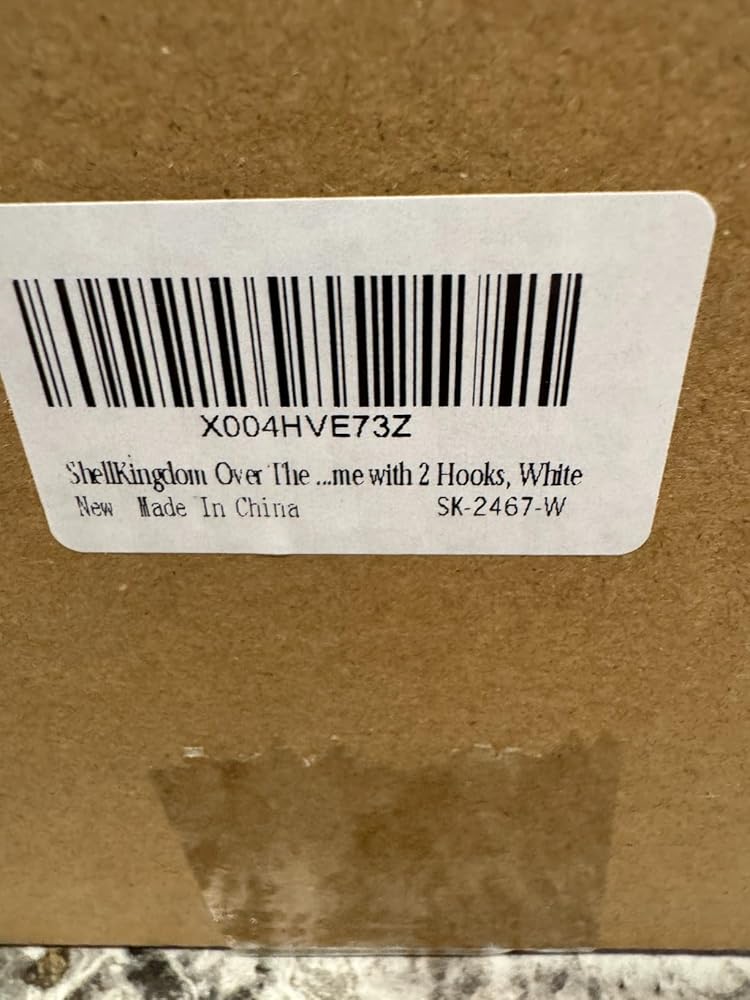 X004HVE73Z
ShellKingdom Over The ...me with 2 Hooks, White
New Made In China SK-2467-W